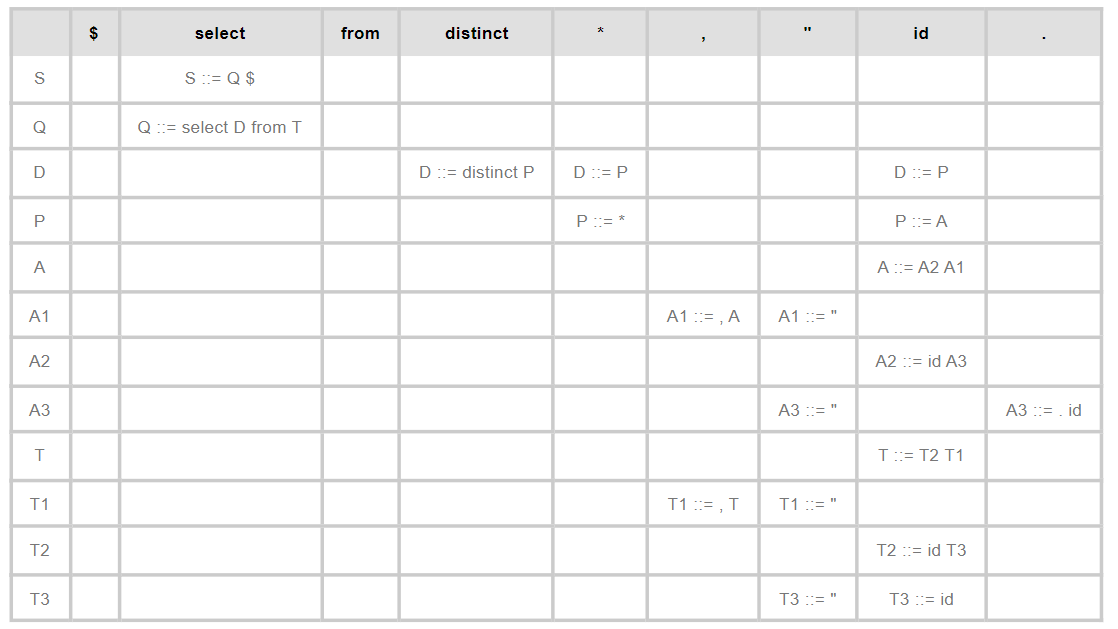 $ select from distinct * , " id .
S S ::= Q $
Q Q ::= select D from T
D D ::= distinct P D ::= P D ::= P
P P ::= * P ::= A
A A ::= A2 A1
A1 A1 ::= , A A1 ::= "
A2 A2 ::= id A3
A3 A3 ::= " A3 ::= . id
T T ::= T2 T1
T1 T1 ::= , T T1 ::= "
T2 T2 ::= id T3
T3 T3 ::= " T3 ::= id